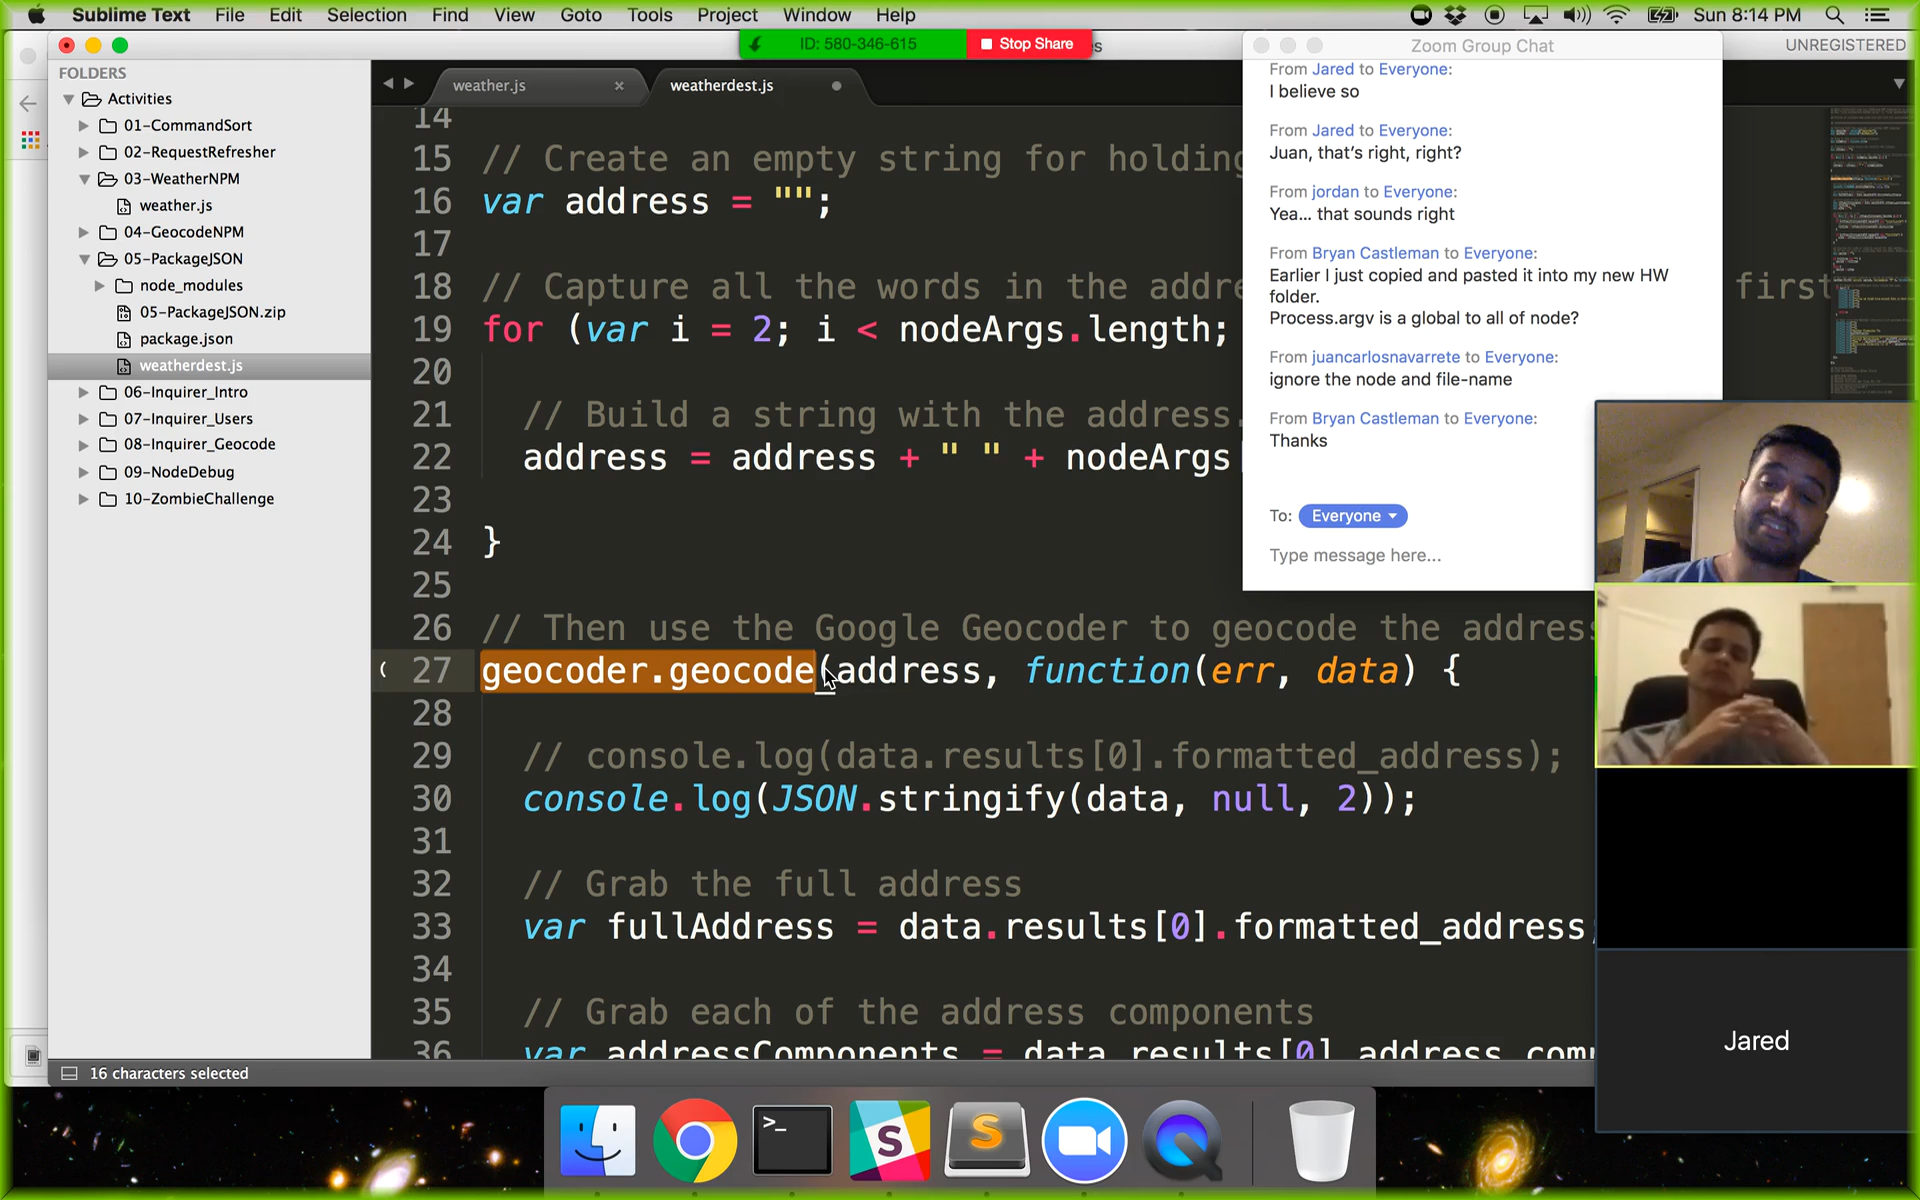 Sublime Text File Edit Selection Find View Goto Tools Project Window Help Sun 8:14 PM
ID: 580-346-615 Stop Share
UNREGISTERED
FOLDERS
Activities
01-CommandSort
02-RequestRefresher
03-WeatherNPM
weather.js
04-GeocodeNPM
05-PackageJSON
node_modules
05-PackageJSON.zip
package.json
weatherdest.js
06-Inquirer_Intro
07-Inquirer_Users
08-Inquirer_Geocode
09-NodeDebug
10-ZombieChallenge
weather.js × weatherdest.js
14
15 // Create an empty string for holding
16 var address = "";
17
18 // Capture all the words in the first
19 for (var i = 2; i < nodeArgs.length;
20
21 // Build a string with the address.
22 address = address + " " + nodeArgs
23
24 }
25
26 // Then use the Google Geocoder to geocode the address
27 geocoder.geocode(address, function(err, data) {
28
29 // console.log(data.results[0].formatted_address);
30 console.log(JSON.stringify(data, null, 2));
31
32 // Grab the full address
33 var fullAddress = data.results[0].formatted_address;
34
35 // Grab each of the address components
36 var addressComponents = data.results[0].address_com
Zoom Group Chat
From Jared to Everyone:
I believe so
From Jared to Everyone:
Juan, that's right, right?
From jordan to Everyone:
Yea... that sounds right
From Bryan Castleman to Everyone:
Earlier I just copied and pasted it into my new HW
folder.
Process.argv is a global to all of node?
From juancarlosnavarrete to Everyone:
ignore the node and file-name
From Bryan Castleman to Everyone:
Thanks
To: Everyone
Type message here...
Jared
16 characters selected